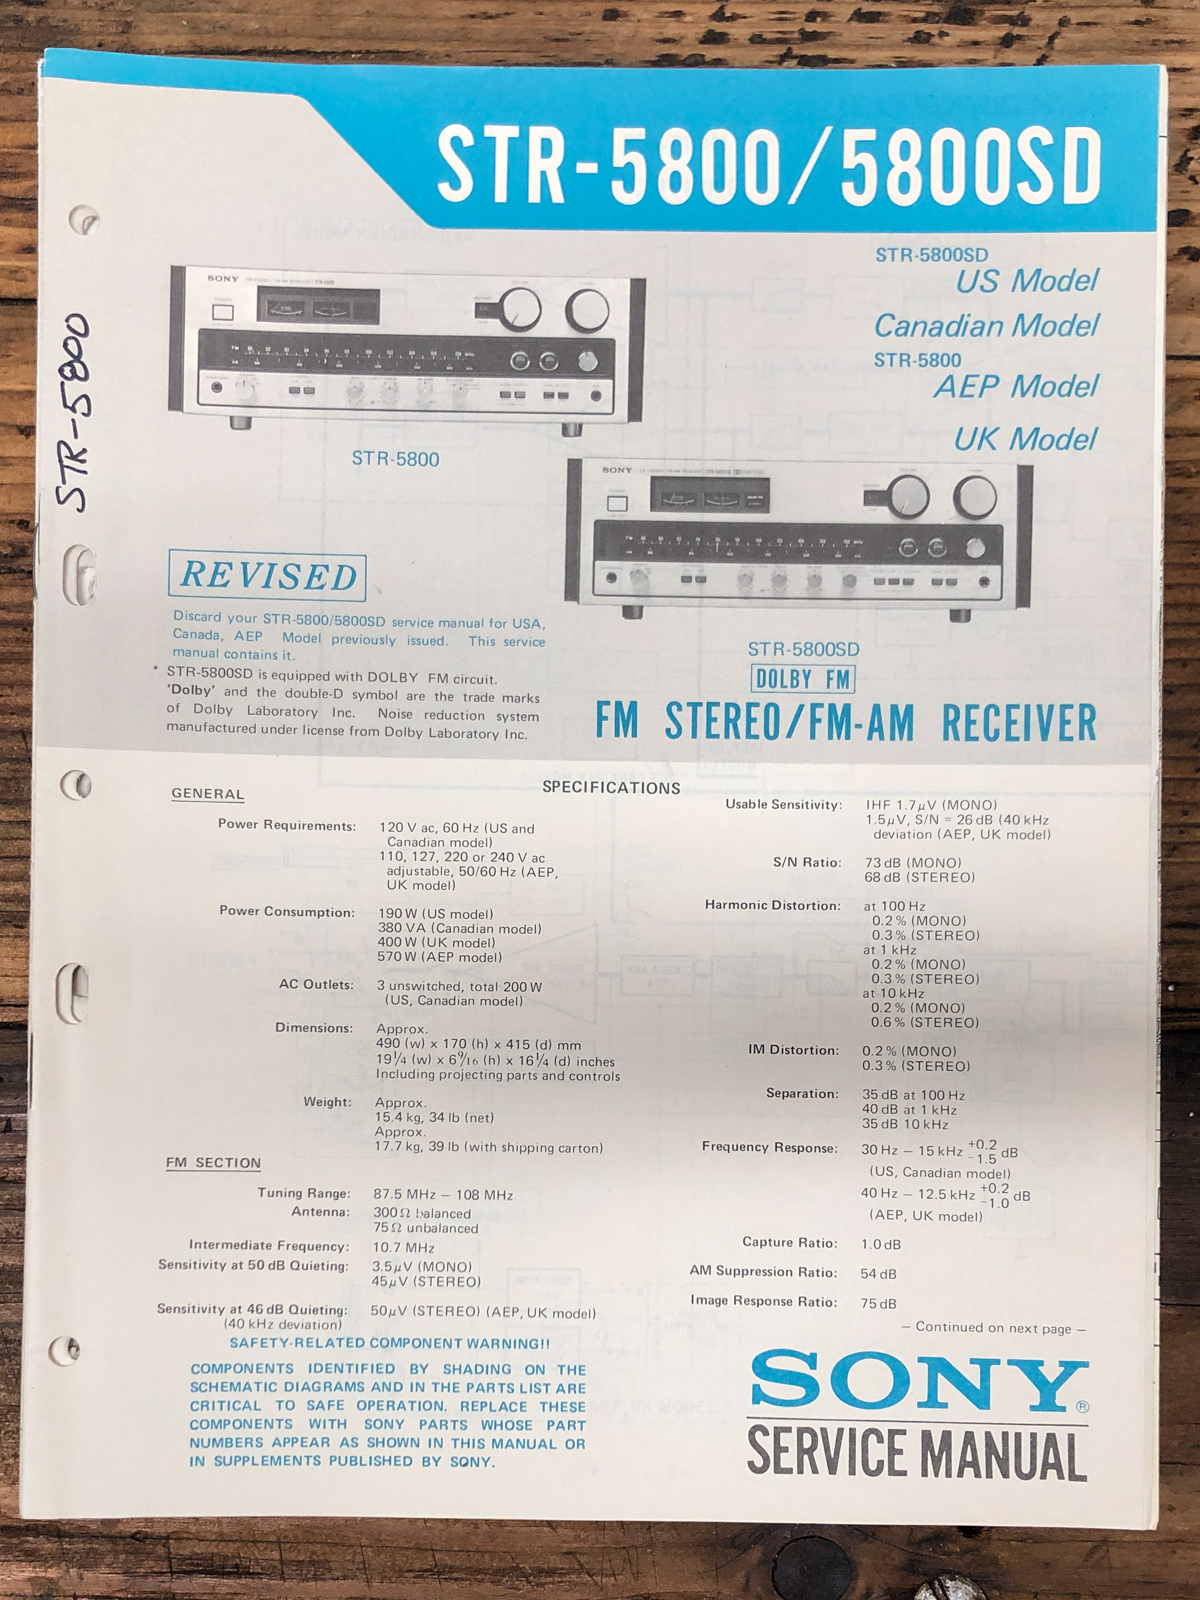 STR-5800/5800SD
STR-5800SD
US Model
Canadian Model
STR-5800
AEP Model
UK Model
STR-5800
SONY
STR-5800
SONY
REVISED
Discard your STR-5800/5800SD service manual for USA,
Canada, AEP Model previously issued. This service
manual contains it.
* STR-5800SD is equipped with DOLBY FM circuit.
'Dolby' and the double-D symbol are the trade marks
of Dolby Laboratory Inc. Noise reduction system
manufactured under license from Dolby Laboratory Inc.
STR-5800SD
DOLBY FM
FM STEREO/FM-AM RECEIVER
SPECIFICATIONS
GENERAL
Power Requirements: 120 V ac, 60 Hz (US and
Canadian model)
110, 127, 220 or 240 V ac
adjustable, 50/60 Hz (AEP,
UK model)
Power Consumption: 190 W (US model)
380 VA (Canadian model)
400 W (UK model)
570 W (AEP model)
AC Outlets: 3 unswitched, total 200 W
(US, Canadian model)
Dimensions: Approx.
490 (w) x 170 (h) x 415 (d) mm
19 1/4 (w) x 6 9/16 (h) x 16 1/4 (d) inches
Including projecting parts and controls
Weight: Approx.
15.4 kg, 34 lb (net)
Approx.
17.7 kg, 39 lb (with shipping carton)
FM SECTION
Tuning Range: 87.5 MHz – 108 MHz
Antenna: 300 Ω balanced
75 Ω unbalanced
Intermediate Frequency: 10.7 MHz
Sensitivity at 50 dB Quieting: 3.5 μV (MONO)
45 μV (STEREO)
Sensitivity at 46 dB Quieting: 50 μV (STEREO) (AEP, UK model)
(40 kHz deviation)
Usable Sensitivity: IHF 1.7 μV (MONO)
1.5 μV, S/N = 26 dB (40 kHz
deviation (AEP, UK model)
S/N Ratio: 73 dB (MONO)
68 dB (STEREO)
Harmonic Distortion: at 100 Hz
0.2 % (MONO)
0.3 % (STEREO)
at 1 kHz
0.2 % (MONO)
0.3 % (STEREO)
at 10 kHz
0.2 % (MONO)
0.6 % (STEREO)
IM Distortion: 0.2 % (MONO)
0.3 % (STEREO)
Separation: 35 dB at 100 Hz
40 dB at 1 kHz
35 dB 10 kHz
Frequency Response: 30 Hz – 15 kHz +0.2 -1.5 dB
(US, Canadian model)
40 Hz – 12.5 kHz +0.2 -1.0 dB
(AEP, UK model)
Capture Ratio: 1.0 dB
AM Suppression Ratio: 54 dB
Image Response Ratio: 75 dB
– Continued on next page –
SAFETY-RELATED COMPONENT WARNING!!
COMPONENTS IDENTIFIED BY SHADING ON THE
SCHEMATIC DIAGRAMS AND IN THE PARTS LIST ARE
CRITICAL TO SAFE OPERATION. REPLACE THESE
COMPONENTS WITH SONY PARTS WHOSE PART
NUMBERS APPEAR AS SHOWN IN THIS MANUAL OR
IN SUPPLEMENTS PUBLISHED BY SONY.
SONY®
SERVICE MANUAL